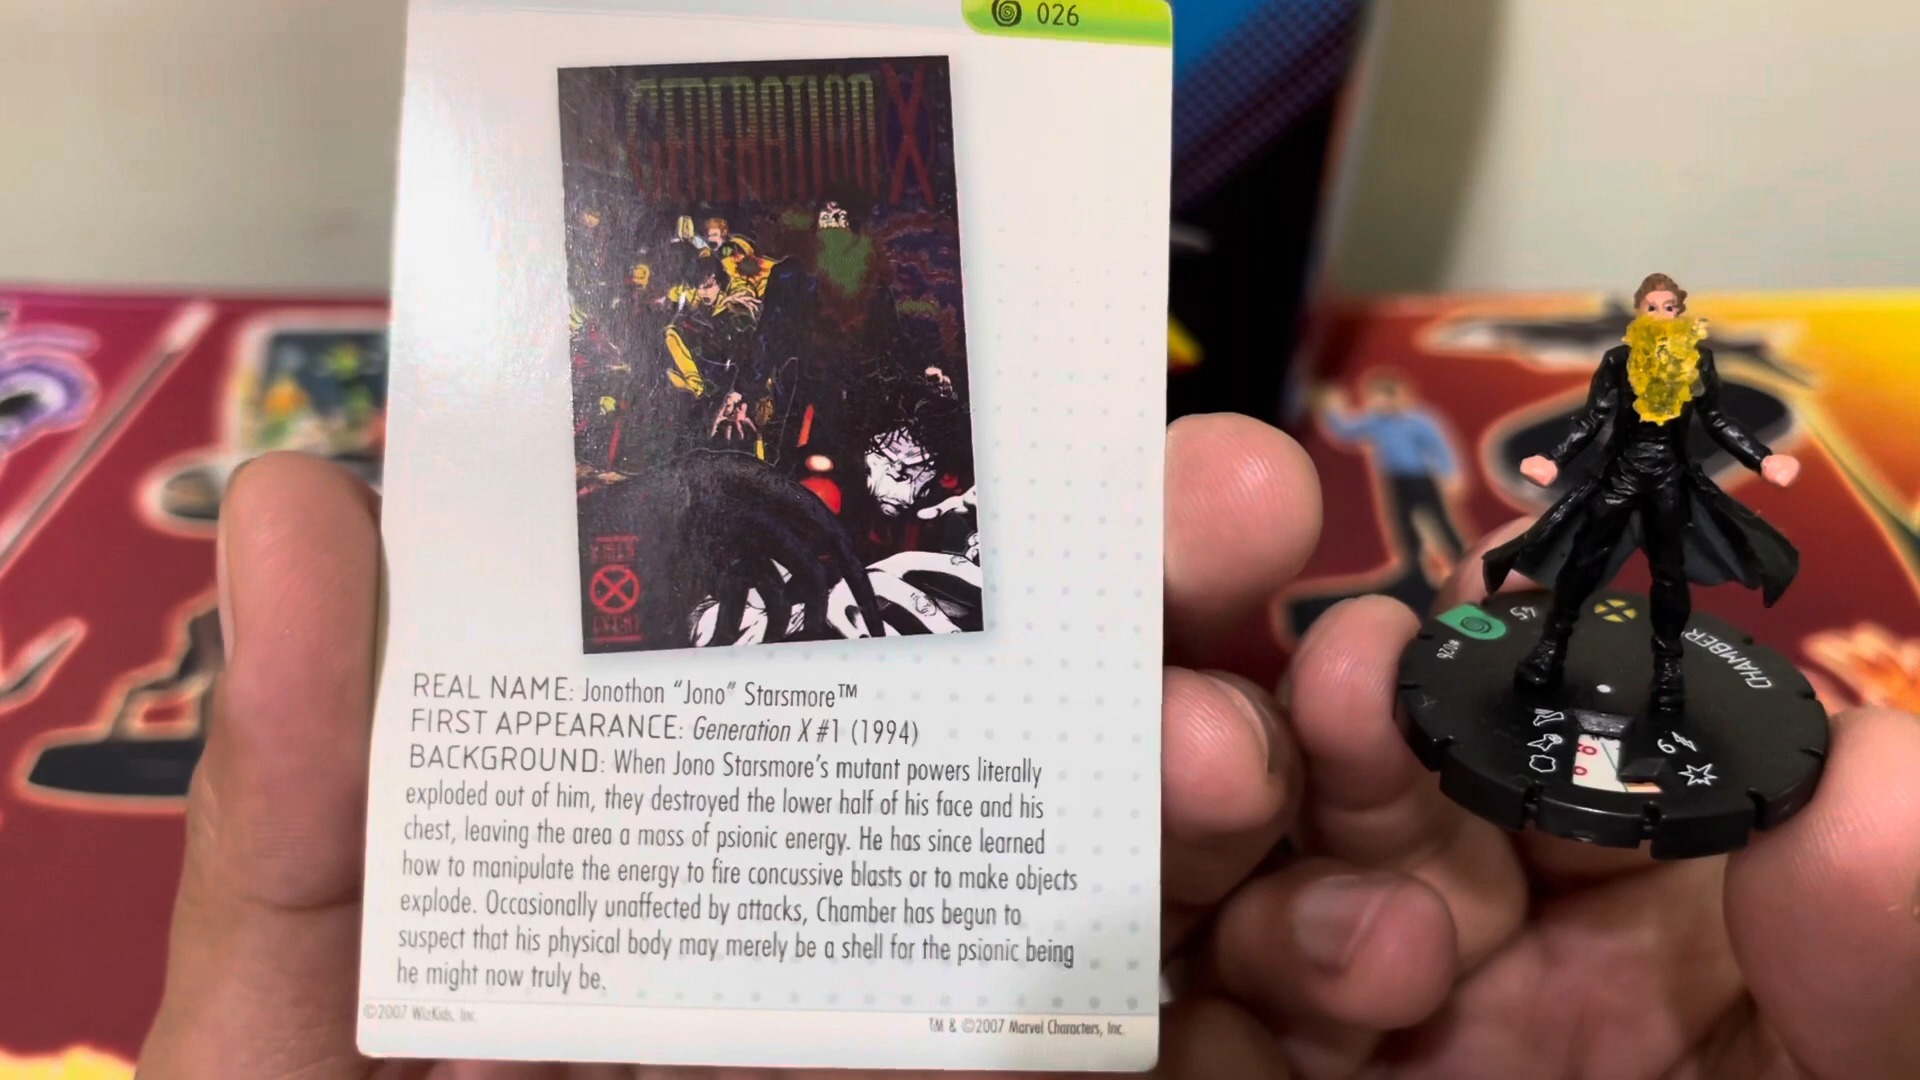 026
GENERATION X
REAL NAME: Jonothon “Jono” Starsmore™
FIRST APPEARANCE: Generation X #1 (1994)
BACKGROUND: When Jono Starsmore’s mutant powers literally
exploded out of him, they destroyed the lower half of his face and his
chest, leaving the area a mass of psionic energy. He has since learned
how to manipulate the energy to fire concussive blasts or to make objects
explode. Occasionally unaffected by attacks, Chamber has begun to
suspect that his physical body may merely be a shell for the psionic being
he might now truly be.
©2007 WizKids, Inc.
TM & ©2007 Marvel Characters, Inc.
45
#026
CHAMBER
6